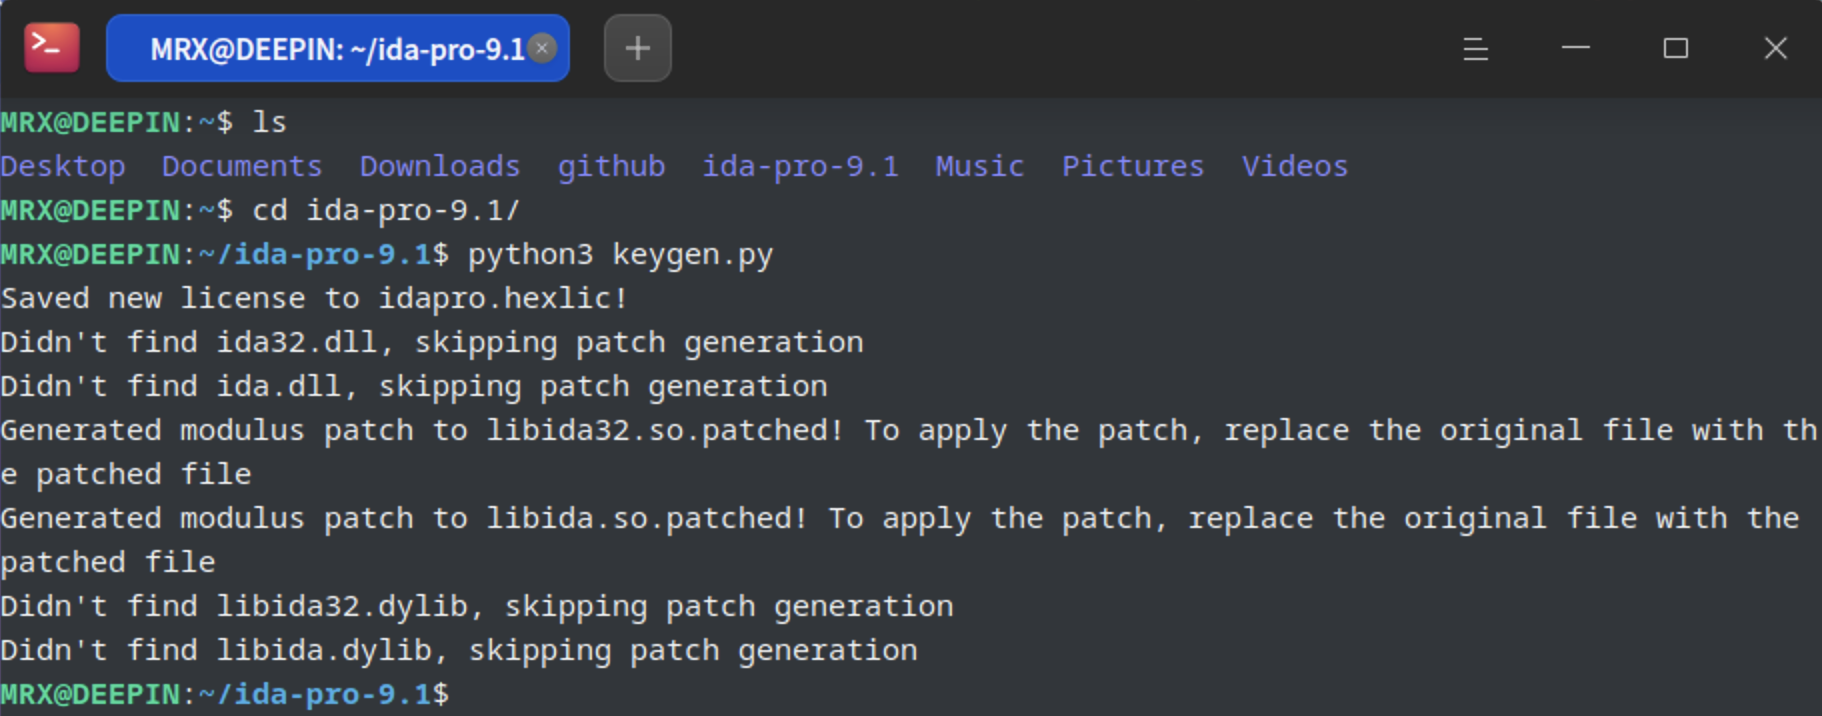 MRX@DEEPIN: ~/ida-pro-9.1
MRX@DEEPIN:~$ ls
Desktop  Documents  Downloads  github  ida-pro-9.1  Music  Pictures  Videos
MRX@DEEPIN:~$ cd ida-pro-9.1/
MRX@DEEPIN:~/ida-pro-9.1$ python3 keygen.py
Saved new license to idapro.hexlic!
Didn't find ida32.dll, skipping patch generation
Didn't find ida.dll, skipping patch generation
Generated modulus patch to libida32.so.patched! To apply the patch, replace the original file with th
e patched file
Generated modulus patch to libida.so.patched! To apply the patch, replace the original file with the
patched file
Didn't find libida32.dylib, skipping patch generation
Didn't find libida.dylib, skipping patch generation
MRX@DEEPIN:~/ida-pro-9.1$